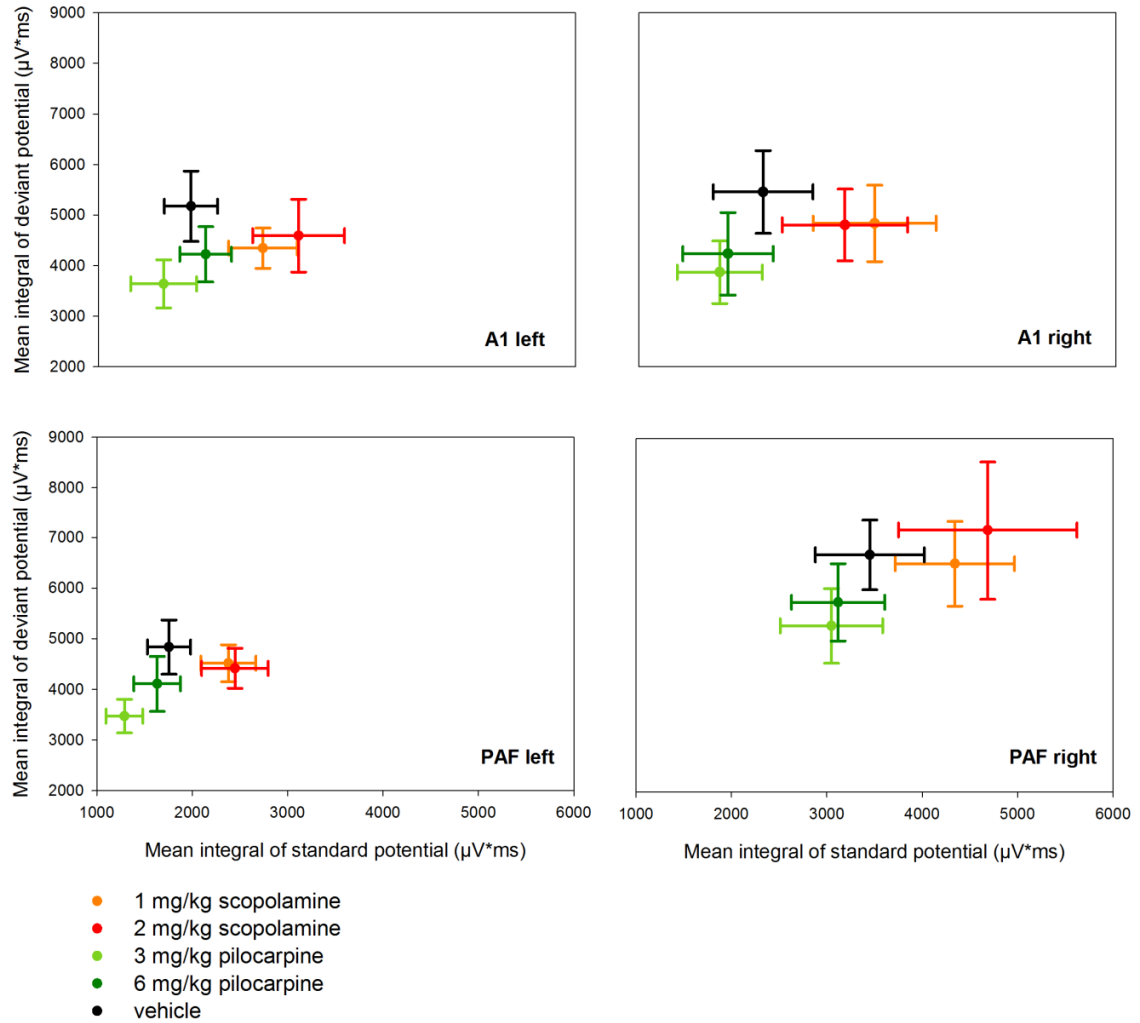 Mean integral of deviant potential (µV*ms)
9000
8000
7000
6000
5000
4000
3000
2000
A1 left
A1 right
Mean integral of deviant potential (µV*ms)
9000
8000
7000
6000
5000
4000
3000
2000
PAF left
PAF right
1000 2000 3000 4000 5000 6000
1000 2000 3000 4000 5000 6000
Mean integral of standard potential (µV*ms)
Mean integral of standard potential (µV*ms)
1 mg/kg scopolamine
2 mg/kg scopolamine
3 mg/kg pilocarpine
6 mg/kg pilocarpine
vehicle